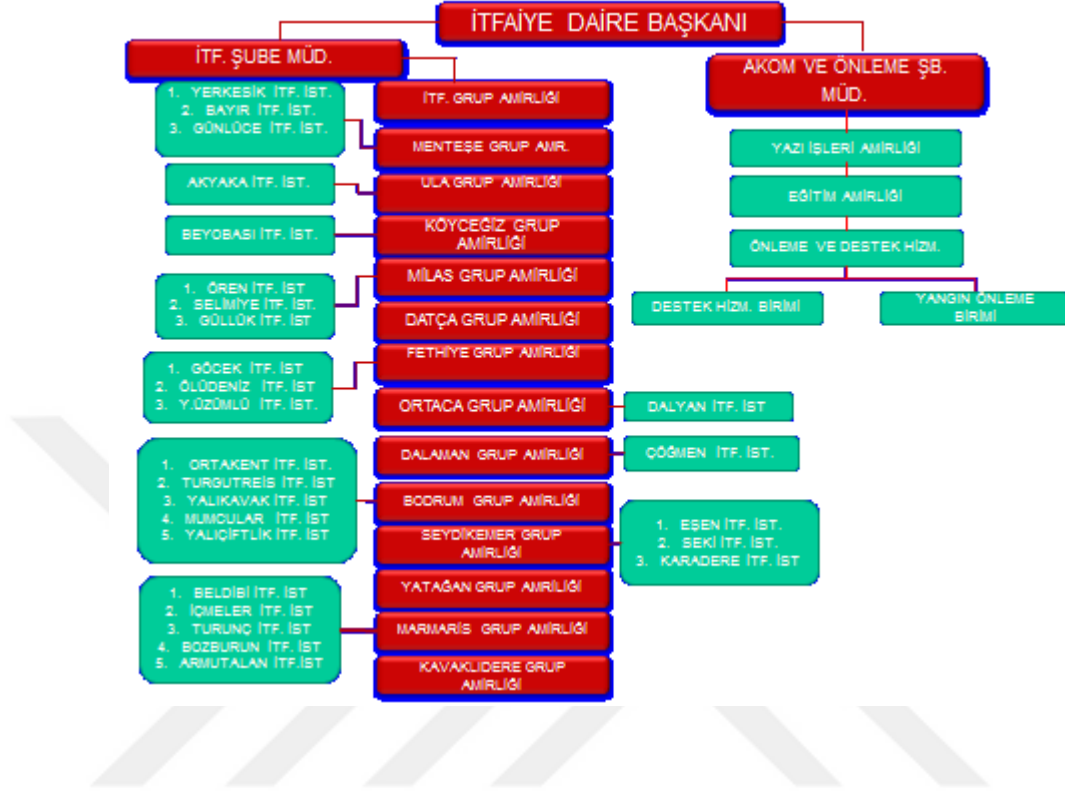 İTFAİYE DAİRE BAŞKANI
İTF. ŞUBE MÜD.
AKOM VE ÖNLEME ŞB.
MÜD.
1. YERKESİK İTF. İST.
2. BAYIR İTF. İST.
3. GÜNLÜCE İTF. İST.
İTF. GRUP AMİRLİĞİ
MENTEŞE GRUP AMR.
AKYAKA İTF. İST.
ULA GRUP AMİRLİĞİ
BEYOBASI İTF. İST.
KÖYCEĞİZ GRUP
AMİRLİĞİ
1. ÖREN İTF. İST
2. SELİMİYE İTF. İST.
3. GÜLLÜK İTF. İST
MİLAS GRUP AMİRLİĞİ
DATÇA GRUP AMİRLİĞİ
1. GÖCEK İTF. İST
2. ÖLÜDENİZ İTF. İST
3. Y.ÜZÜMLÜ İTF. İST.
FETHİYE GRUP AMİRLİĞİ
ORTACA GRUP AMİRLİĞİ
DALYAN İTF. İST
DALAMAN GRUP AMİRLİĞİ
ÇÖĞMEN İTF. İST.
1. ORTAKENT İTF. İST.
2. TURGUTREİS İTF. İST
3. YALIKAVAK İTF. İST
4. MUMCULAR İTF. İST
5. YALIÇİFTLİK İTF. İST
BODRUM GRUP AMİRLİĞİ
SEYDİKEMER GRUP
AMİRLİĞİ
1. EŞEN İTF. İST.
2. SEKİ İTF. İST.
3. KARADERE İTF. İST
YATAĞAN GRUP AMRİLİĞİ
1. BELDİBİ İTF. İST
2. İÇMELER İTF. İST
3. TURUNÇ İTF. İST
4. BOZBURUN İTF. İST
5. ARMUTALAN İTF.İST
MARMARİS GRUP AMİRLİĞİ
KAVAKLIDERE GRUP
AMİRLİĞİ
YAZI İŞLERİ AMİRLİĞİ
EĞİTİM AMİRLİĞİ
ÖNLEME VE DESTEK HİZM.
DESTEK HİZM. BİRİMİ
YANGIN ÖNLEME
BİRİMİ